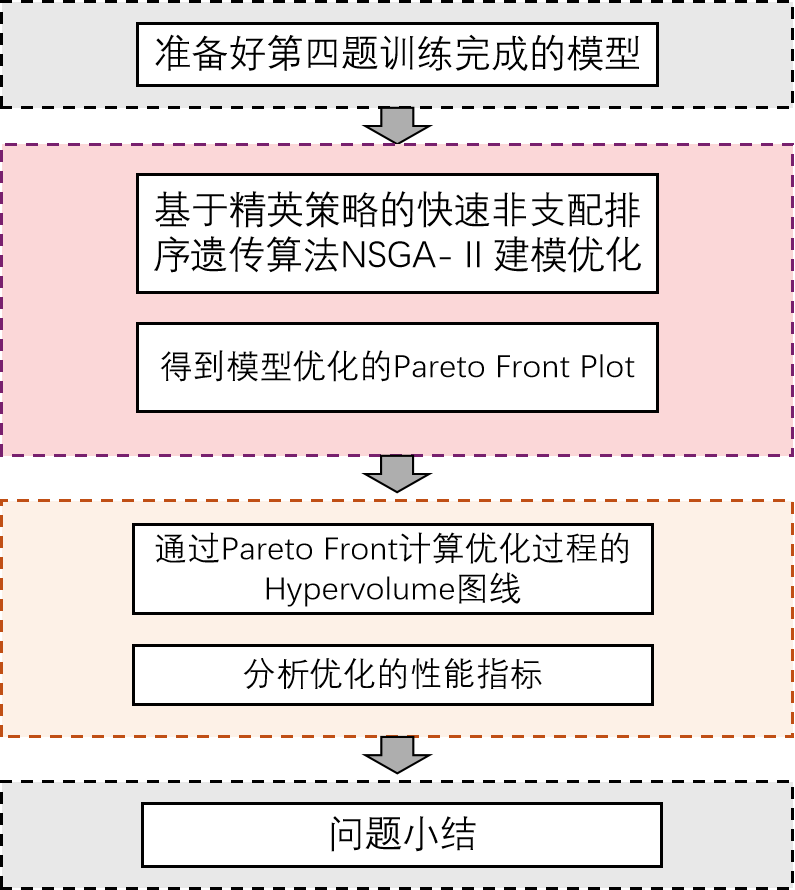 准备好第四题训练完成的模型
基于精英策略的快速非支配排
序遗传算法NSGA-Ⅱ建模优化
得到模型优化的Pareto Front Plot
通过Pareto Front计算优化过程的
Hypervolume图线
分析优化的性能指标
问题小结